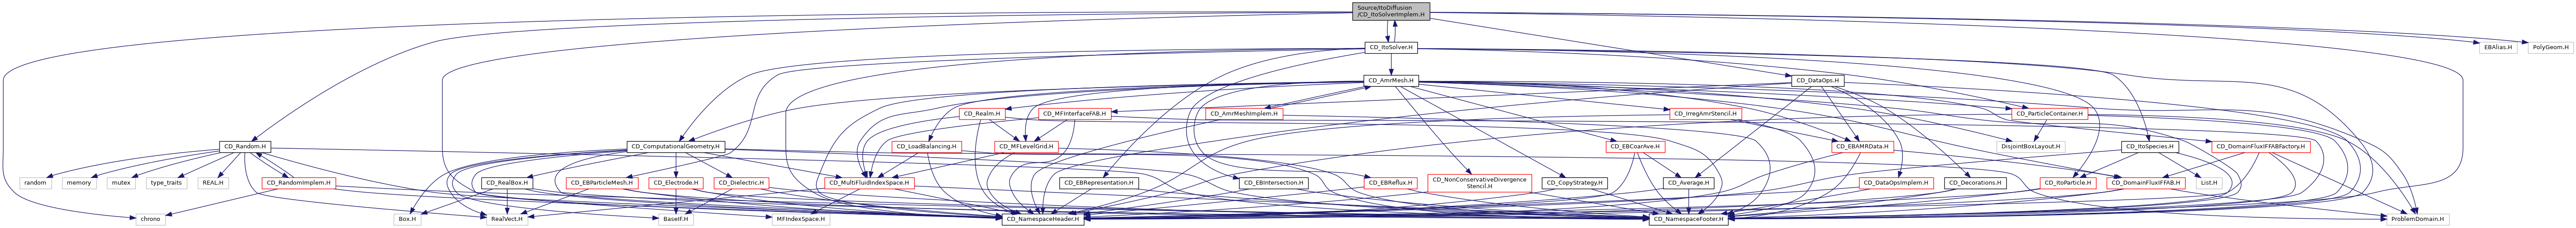 Source/ItoDiffusion
/CD_ItoSolverImplem.H
CD_ItoSolver.H
EBAlias.H
PolyGeom.H
CD_AmrMesh.H
CD_DataOps.H
CD_Realm.H
CD_MFInterfaceFAB.H
CD_AmrMeshImplem.H
CD_IrregAmrStencil.H
CD_ParticleContainer.H
CD_Random.H
CD_ComputationalGeometry.H
CD_LoadBalancing.H
CD_MFLevelGrid.H
CD_EBCoarAve.H
CD_EBAMRData.H
DisjointBoxLayout.H
CD_ItoSpecies.H
CD_DomainFluxIFFABFactory.H
random
memory
mutex
type_traits
REAL.H
CD_RandomImplem.H
CD_RealBox.H
CD_EBParticleMesh.H
CD_Electrode.H
CD_Dielectric.H
CD_MultiFluidIndexSpace.H
CD_EBRepresentation.H
CD_EBIntersection.H
CD_EBReflux.H
CD_NonConservativeDivergence
Stencil.H
CD_CopyStrategy.H
CD_Average.H
CD_DataOpsImplem.H
CD_Decorations.H
CD_ItoParticle.H
CD_DomainFluxIFFAB.H
List.H
chrono
Box.H
RealVect.H
BaseIF.H
MFIndexSpace.H
CD_NamespaceHeader.H
CD_NamespaceFooter.H
ProblemDomain.H